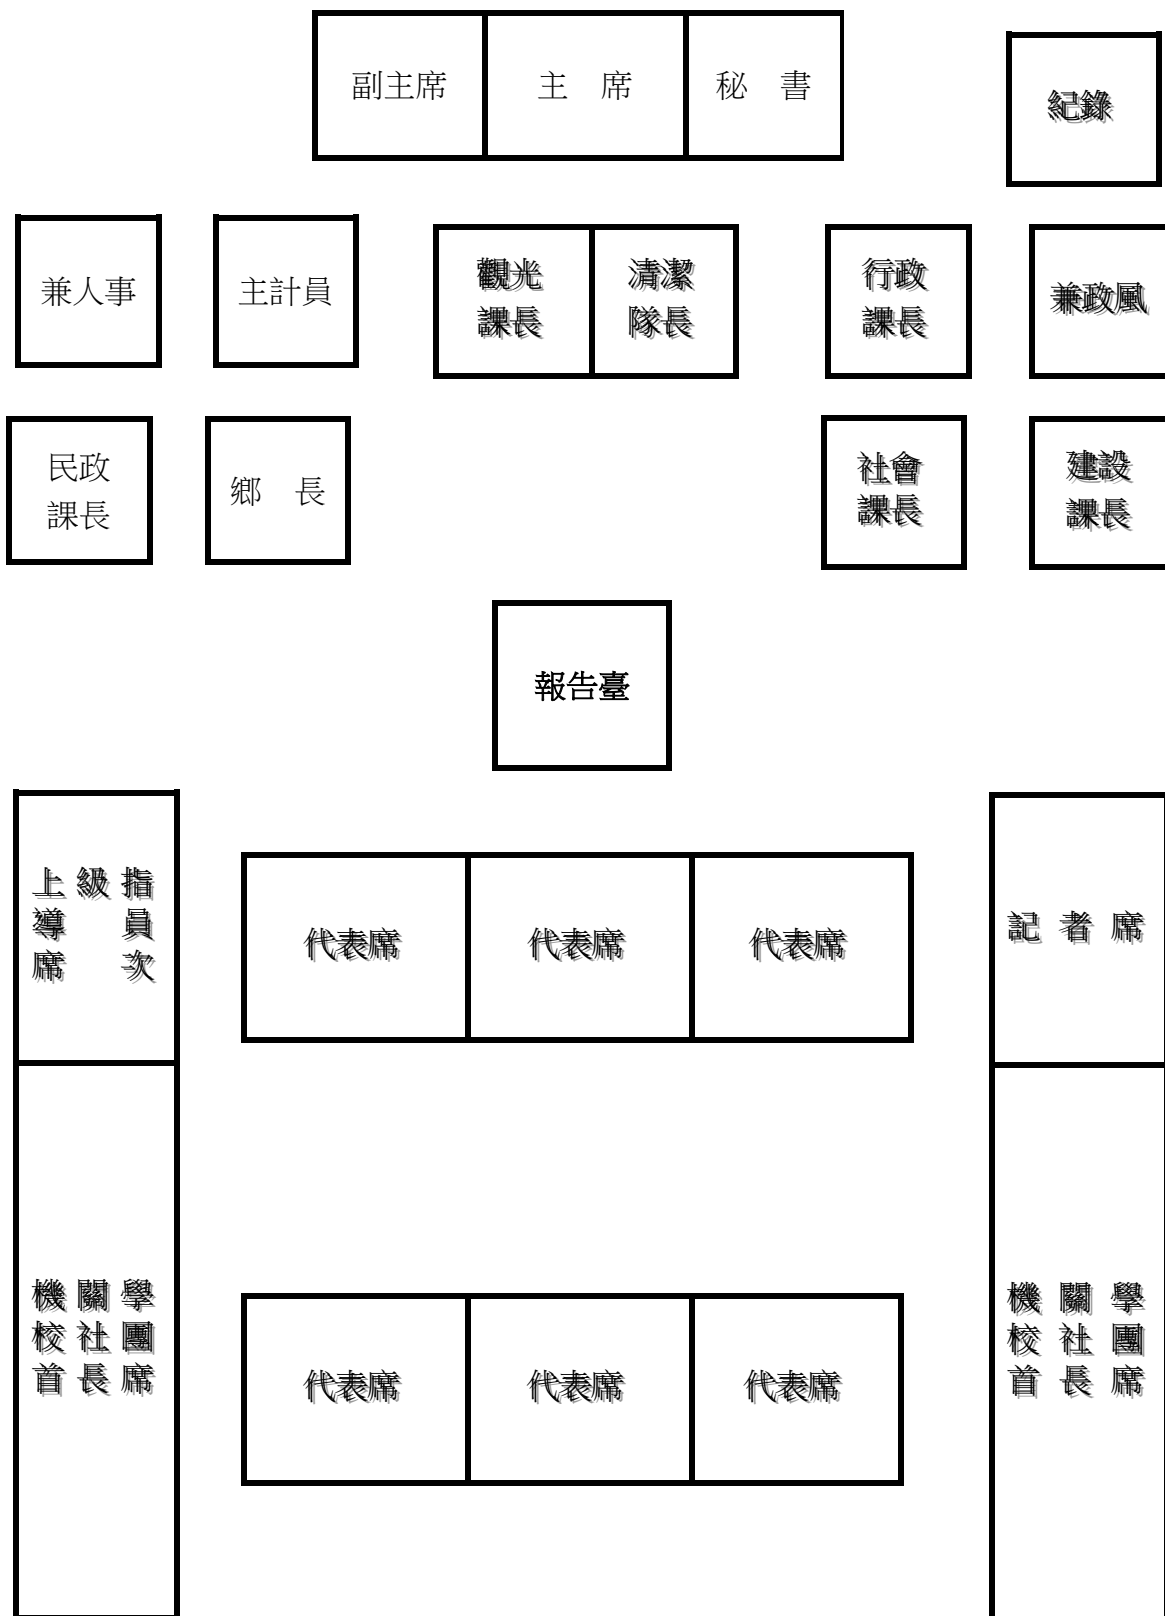 副主席
主　席
秘　書
紀錄
兼人事
主計員
觀光
課長
清潔
隊長
行政
課長
兼政風
民政
課長
鄉　長
社會
課長
建設
課長
報告臺
上級指
導　員
席　次
代表席
代表席
代表席
記者席
機關學
校社團
首長席
代表席
代表席
代表席
機關學
校社團
首長席